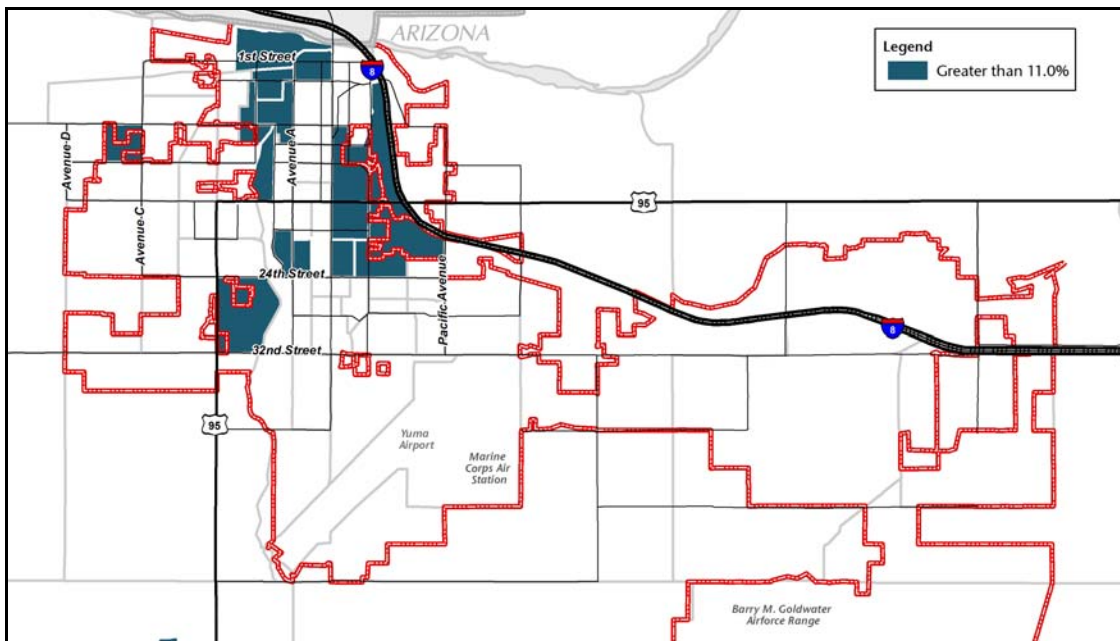 ARIZONA
Legend
Greater than 11.0%
1st Street
8
Avenue D
Avenue C
Avenue A
95
95
24th Street
Pacific Avenue
8
32nd Street
Yuma
Airport
Marine
Corps Air
Station
Barry M. Goldwater
Airforce Range